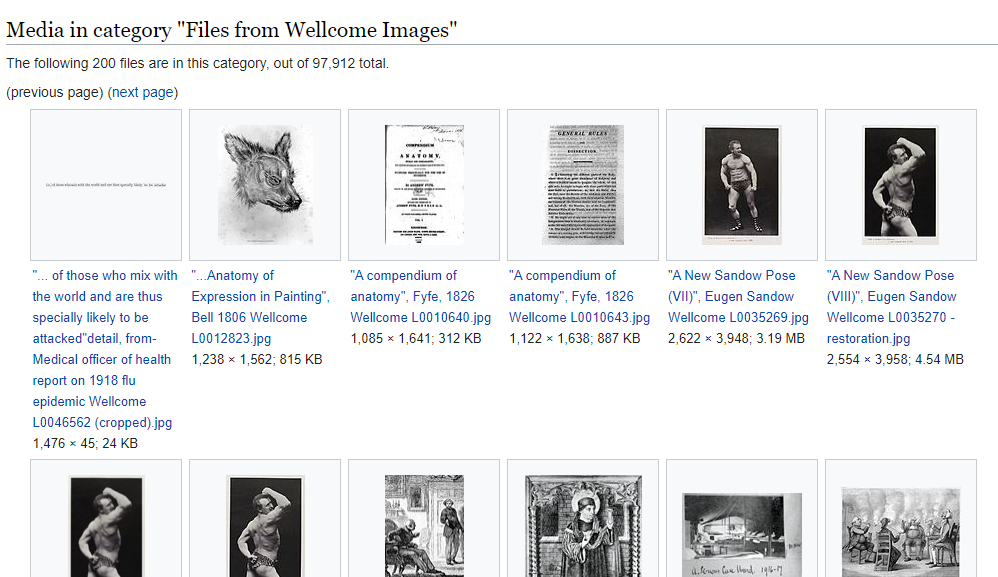 Media in category "Files from Wellcome Images"
The following 200 files are in this category, out of 97,912 total.
(previous page) (next page)
COMPENDIUM
ANATOMY,
GENERAL RULES
DISSECTION.
"... of those who mix with
the world and are thus
specially likely to be
attacked"detail, from-
Medical officer of health
report on 1918 flu
epidemic Wellcome
L0046562 (cropped).jpg
1,476 × 45; 24 KB
"...Anatomy of
Expression in Painting",
Bell 1806 Wellcome
L0012823.jpg
1,238 × 1,562; 815 KB
"A compendium of
anatomy", Fyfe, 1826
Wellcome L0010640.jpg
1,085 × 1,641; 312 KB
"A compendium of
anatomy", Fyfe, 1826
Wellcome L0010643.jpg
1,122 × 1,638; 887 KB
"A New Sandow Pose
(VII)", Eugen Sandow
Wellcome L0035269.jpg
2,622 × 3,948; 3.19 MB
"A New Sandow Pose
(VIII)", Eugen Sandow
Wellcome L0035270 -
restoration.jpg
2,554 × 3,958; 4.54 MB